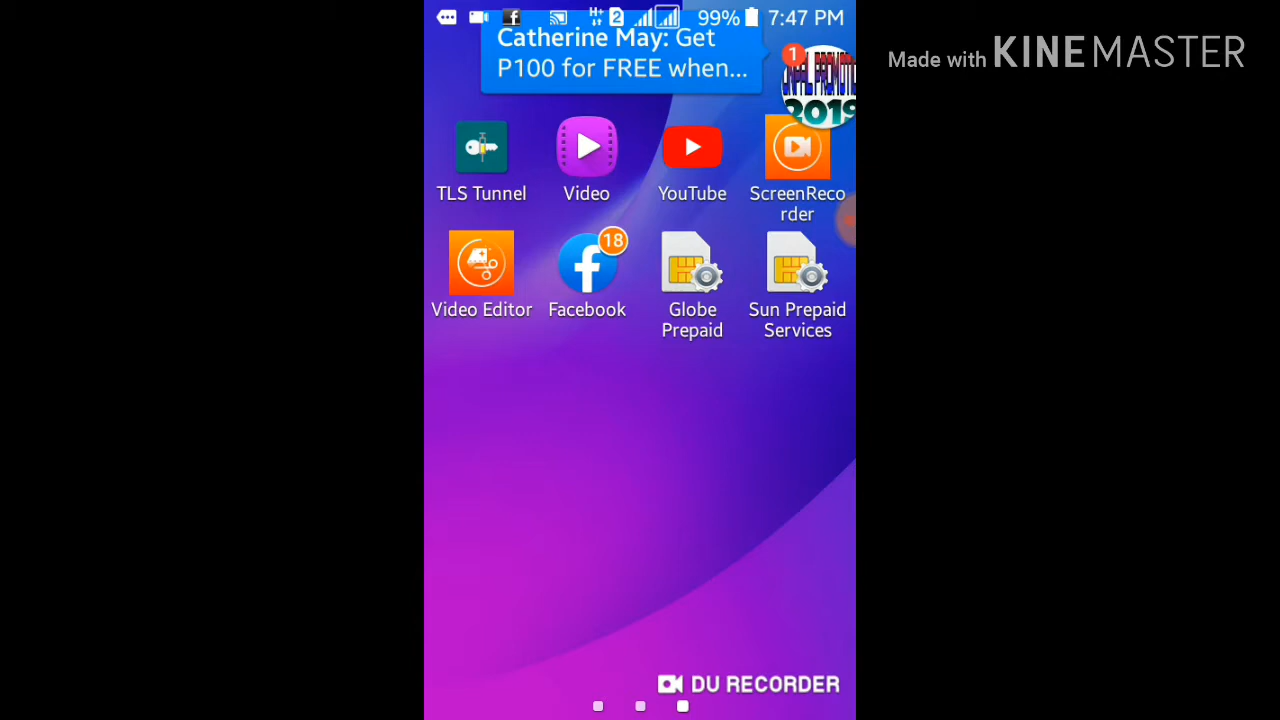 H+ 2 99% 7:47 PM
Made with KINEMASTER
Catherine May: Get
P100 for FREE when...
1
2019
TLS Tunnel
Video
YouTube
ScreenReco
rder
18
Video Editor
Facebook
Globe
Prepaid
Sun Prepaid
Services
DU RECORDER